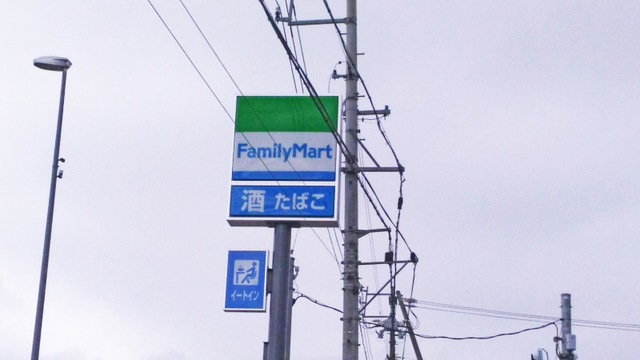 FamilyMart
酒 たばこ
イートイン